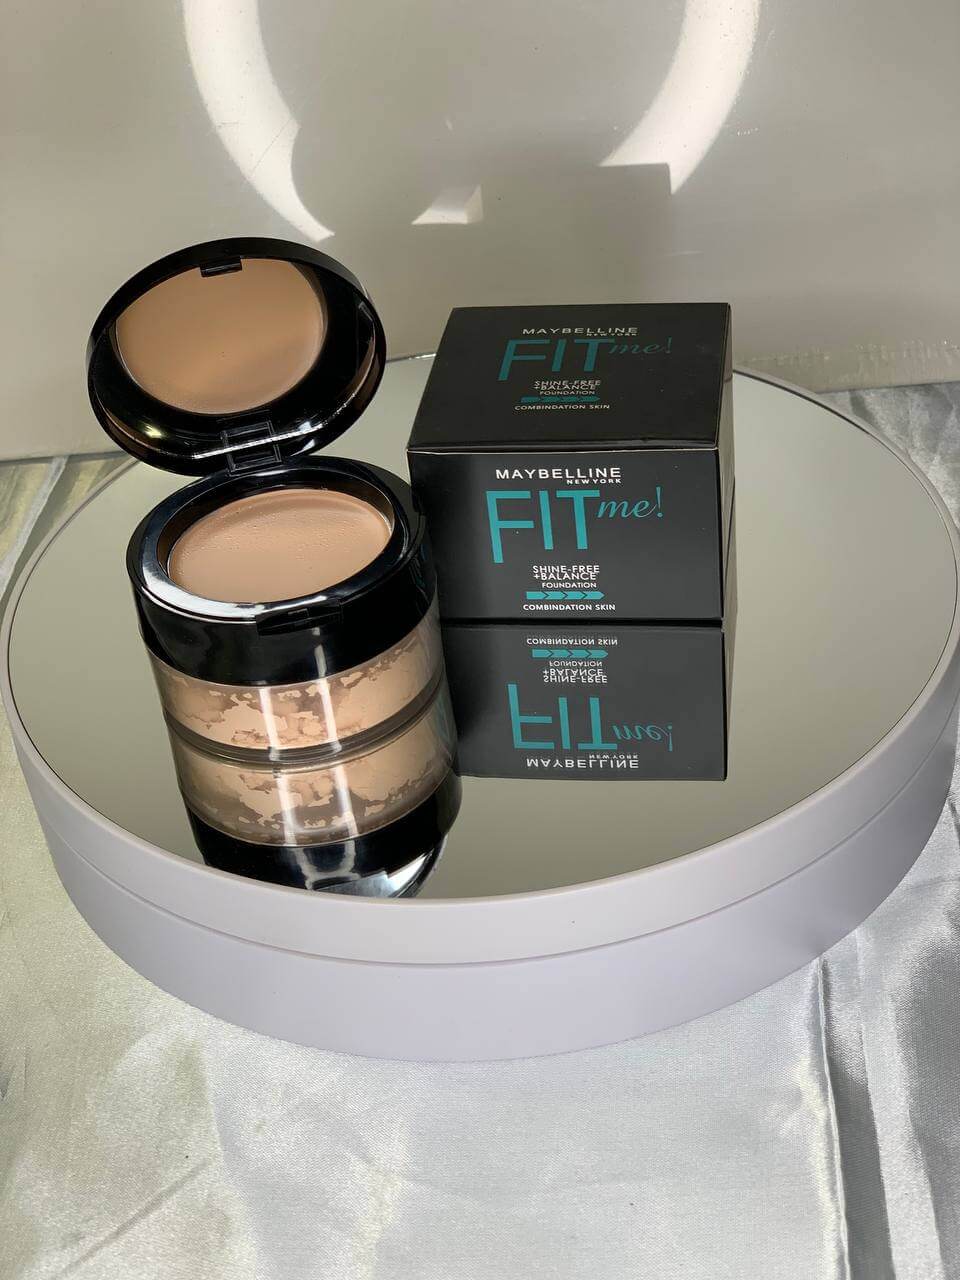 MAYBELLINE
NEW YORK
FIT me!
SHINE-FREE
+BALANCE
FOUNDATION
COMBINDATION SKIN
MAYBELLINE
NEW YORK
FIT me!
SHINE-FREE
+BALANCE
FOUNDATION
COMBINDATION SKIN